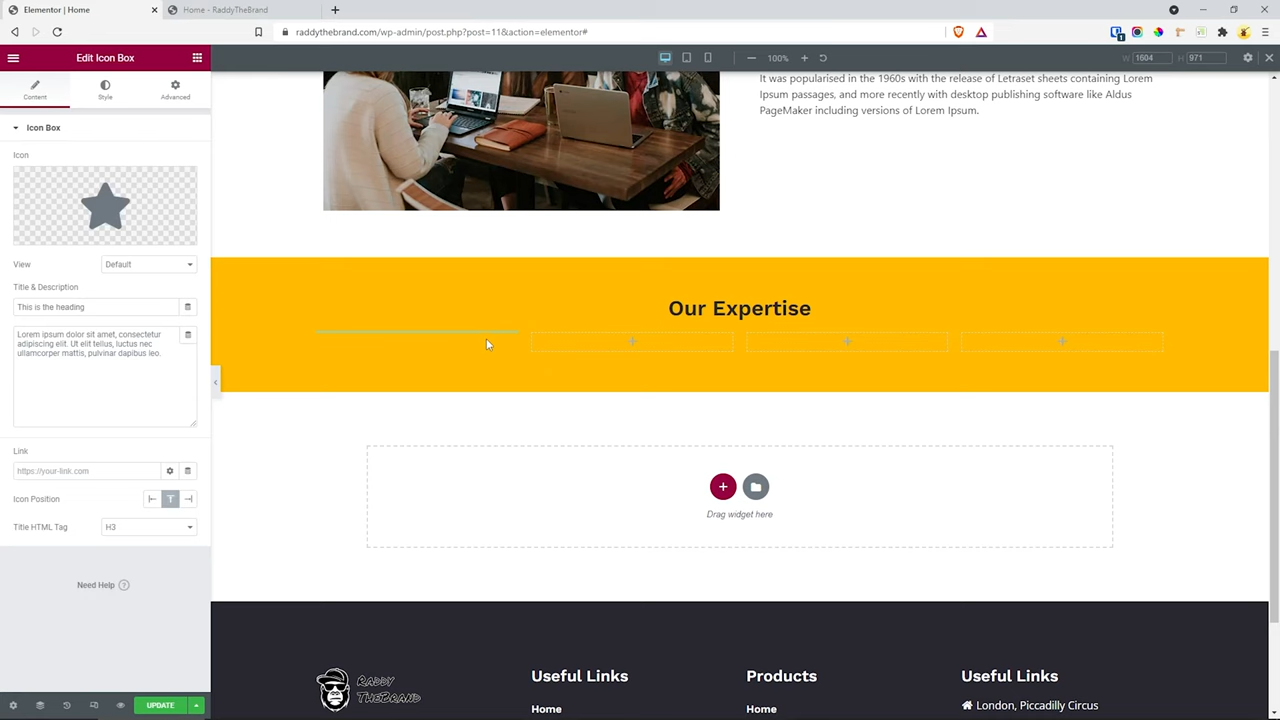 Elementor | Home
Home - RaddyTheBrand
raddythebrand.com/wp-admin/post.php?post=11&action=elementor#
1
Edit Icon Box
100%
W 1604 H 971
Content
Style
Advanced
It was popularised in the 1960s with the release of Letraset sheets containing Lorem
Ipsum passages, and more recently with desktop publishing software like Aldus
PageMaker including versions of Lorem Ipsum.
Icon Box
Icon
View
Default
Title & Description
This is the heading
Lorem ipsum dolor sit amet, consectetur
adipiscing elit. Ut elit tellus, luctus nec
ullamcorper mattis, pulvinar dapibus leo.
Our Expertise
Link
https://your-link.com
Icon Position
Title HTML Tag
H3
Drag widget here
Need Help ?
RADDY
THEBRAND
Useful Links
Products
Useful Links
Home
Home
London, Piccadilly Circus
UPDATE